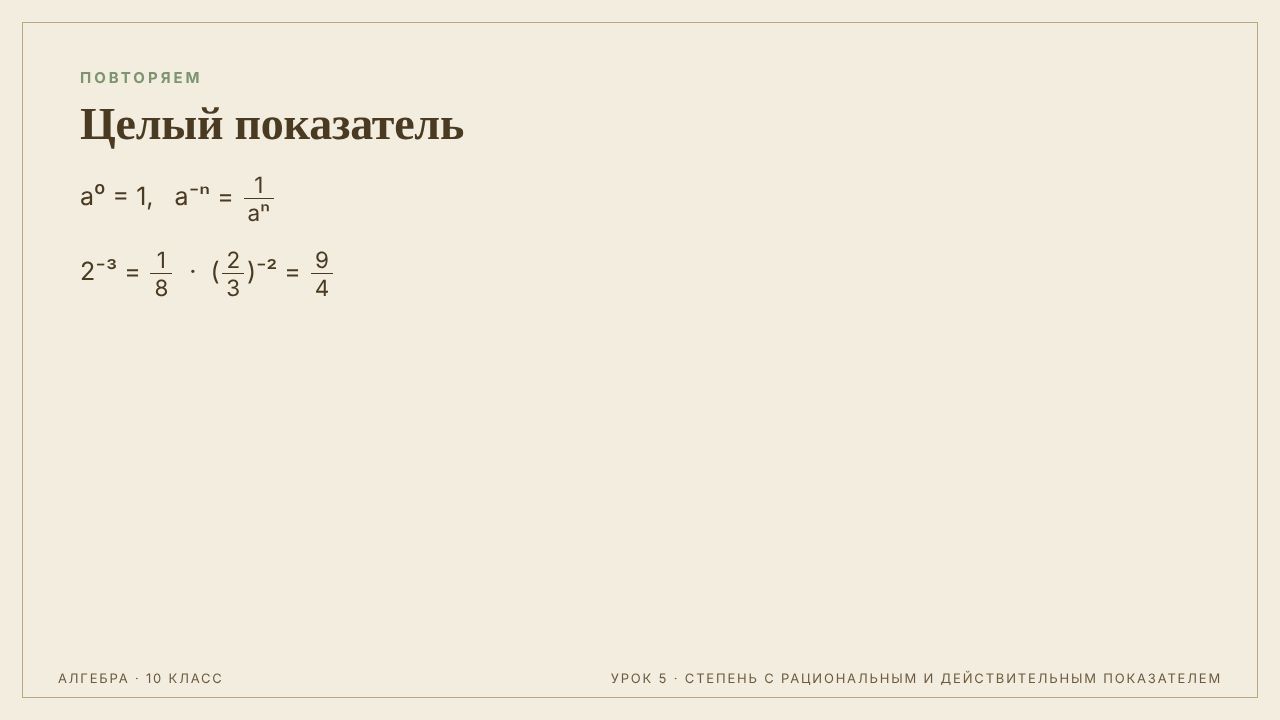 ПОВТОРЯЕМ
Целый показатель
a⁰ = 1, a⁻ⁿ = 1/aⁿ
2⁻³ = 1/8 · (2/3)⁻² = 9/4
АЛГЕБРА · 10 КЛАСС
УРОК 5 · СТЕПЕНЬ С РАЦИОНАЛЬНЫМ И ДЕЙСТВИТЕЛЬНЫМ ПОКАЗАТЕЛЕМ